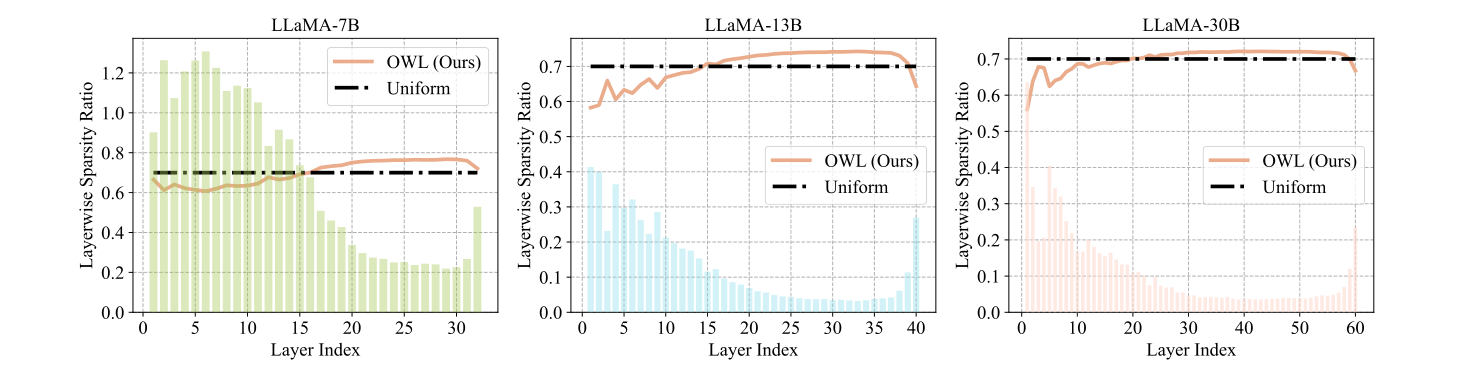 LLaMA-7B
Layerwise Sparsity Ratio
1.2
1.0
0.8
0.6
0.4
0.2
0.0
OWL (Ours)
Uniform
0 5 10 15 20 25 30
Layer Index
LLaMA-13B
Layerwise Sparsity Ratio
0.7
0.6
0.5
0.4
0.3
0.2
0.1
0.0
OWL (Ours)
Uniform
0 5 10 15 20 25 30 35 40
Layer Index
LLaMA-30B
Layerwise Sparsity Ratio
0.7
0.6
0.5
0.4
0.3
0.2
0.1
0.0
OWL (Ours)
Uniform
0 10 20 30 40 50 60
Layer Index